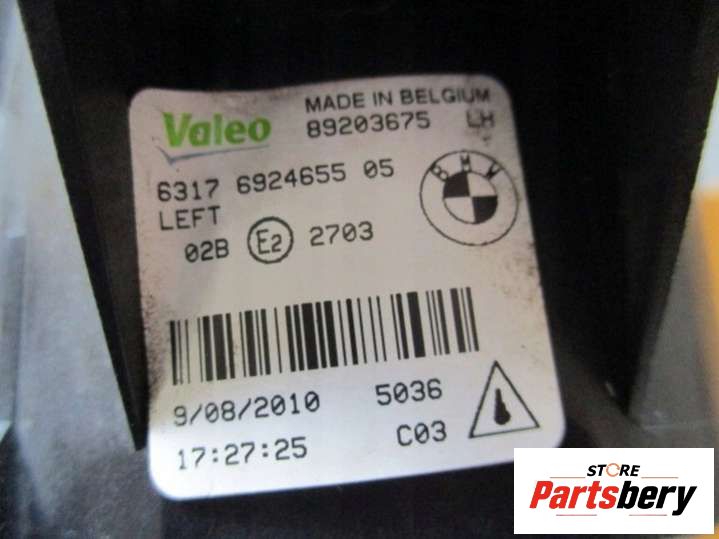 Valeo
MADE IN BELGIUM
89203675 LH
6317 6924655 05
LEFT
BMW
02B E2 2703
9/08/2010 5036
17:27:25 C03
STORE
Partsbery